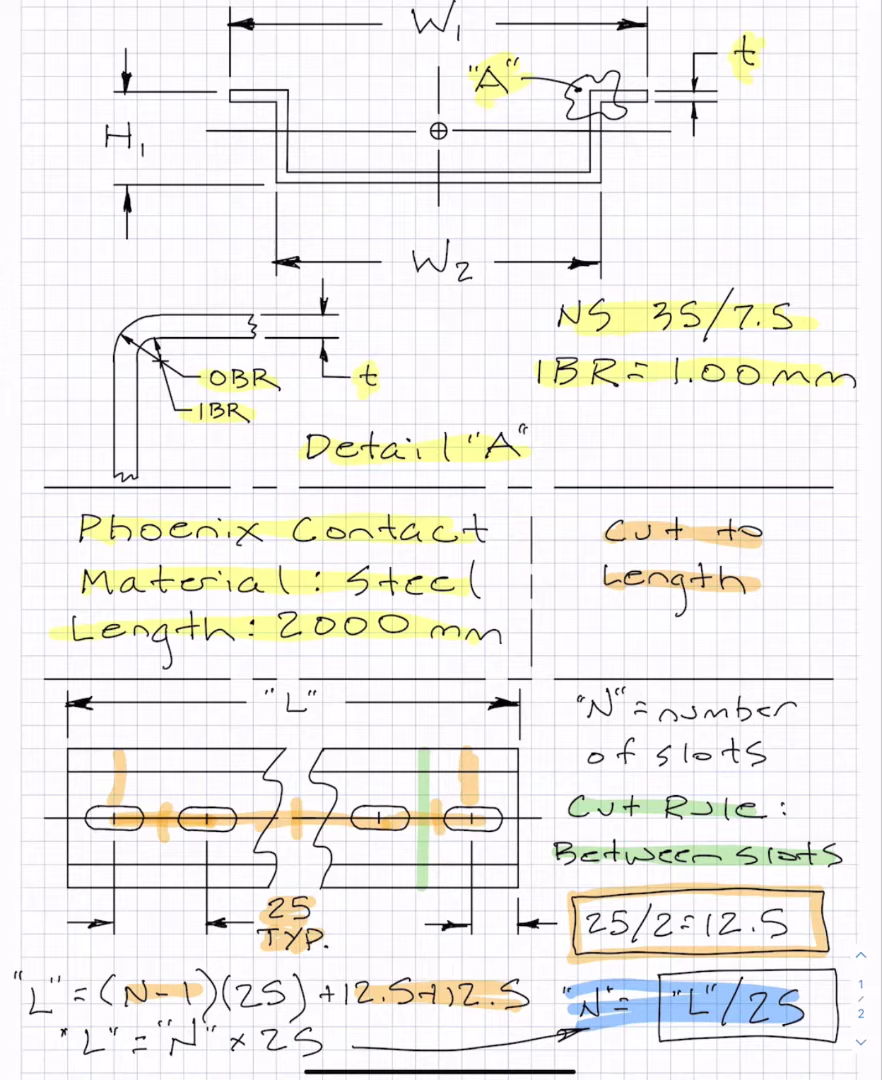 W1
"A"
t
H1
W2
NS 35/7.5
IBR = 1.00 mm
OBR
IBR
t
Detail "A"
Phoenix Contact
Material: Steel
Length: 2000 mm
Cut to
Length
"L"
"N" = number
of slots
Cut Rule:
Between slots
25
TYP.
25/2=12.5
"L" = (N-1)(25) +12.5+12.5
"L" = "N" x 25
"N" = "L"/25
1
/
2